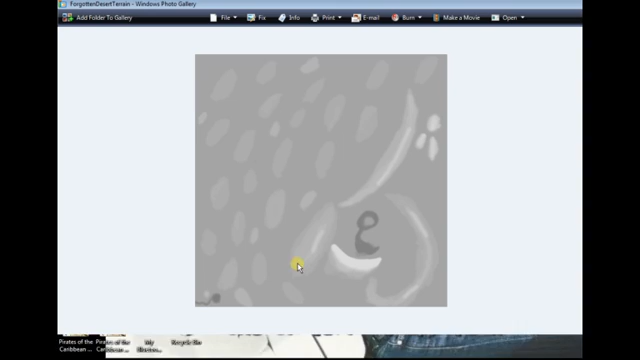 ForgottenDesertTerrain - Windows Photo Gallery
Add Folder To Gallery File Fix Info Print E-mail Burn Make a Movie Open
Pirates of the Caribbean ... Pirates of the Caribbean ... My Recycle Bin